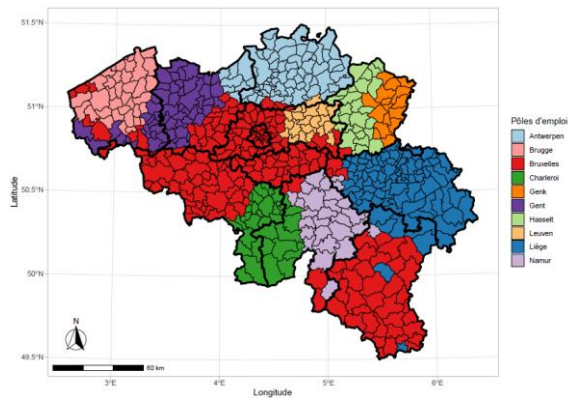 51.5°N
51°N
50.5°N
50°N
49.5°N
Latitude
3°E
4°E
5°E
6°E
Longitude
N
60 km
Pôles d'emploi
Antwerpen
Brugge
Bruxelles
Charleroi
Genk
Gent
Hasselt
Leuven
Liège
Namur